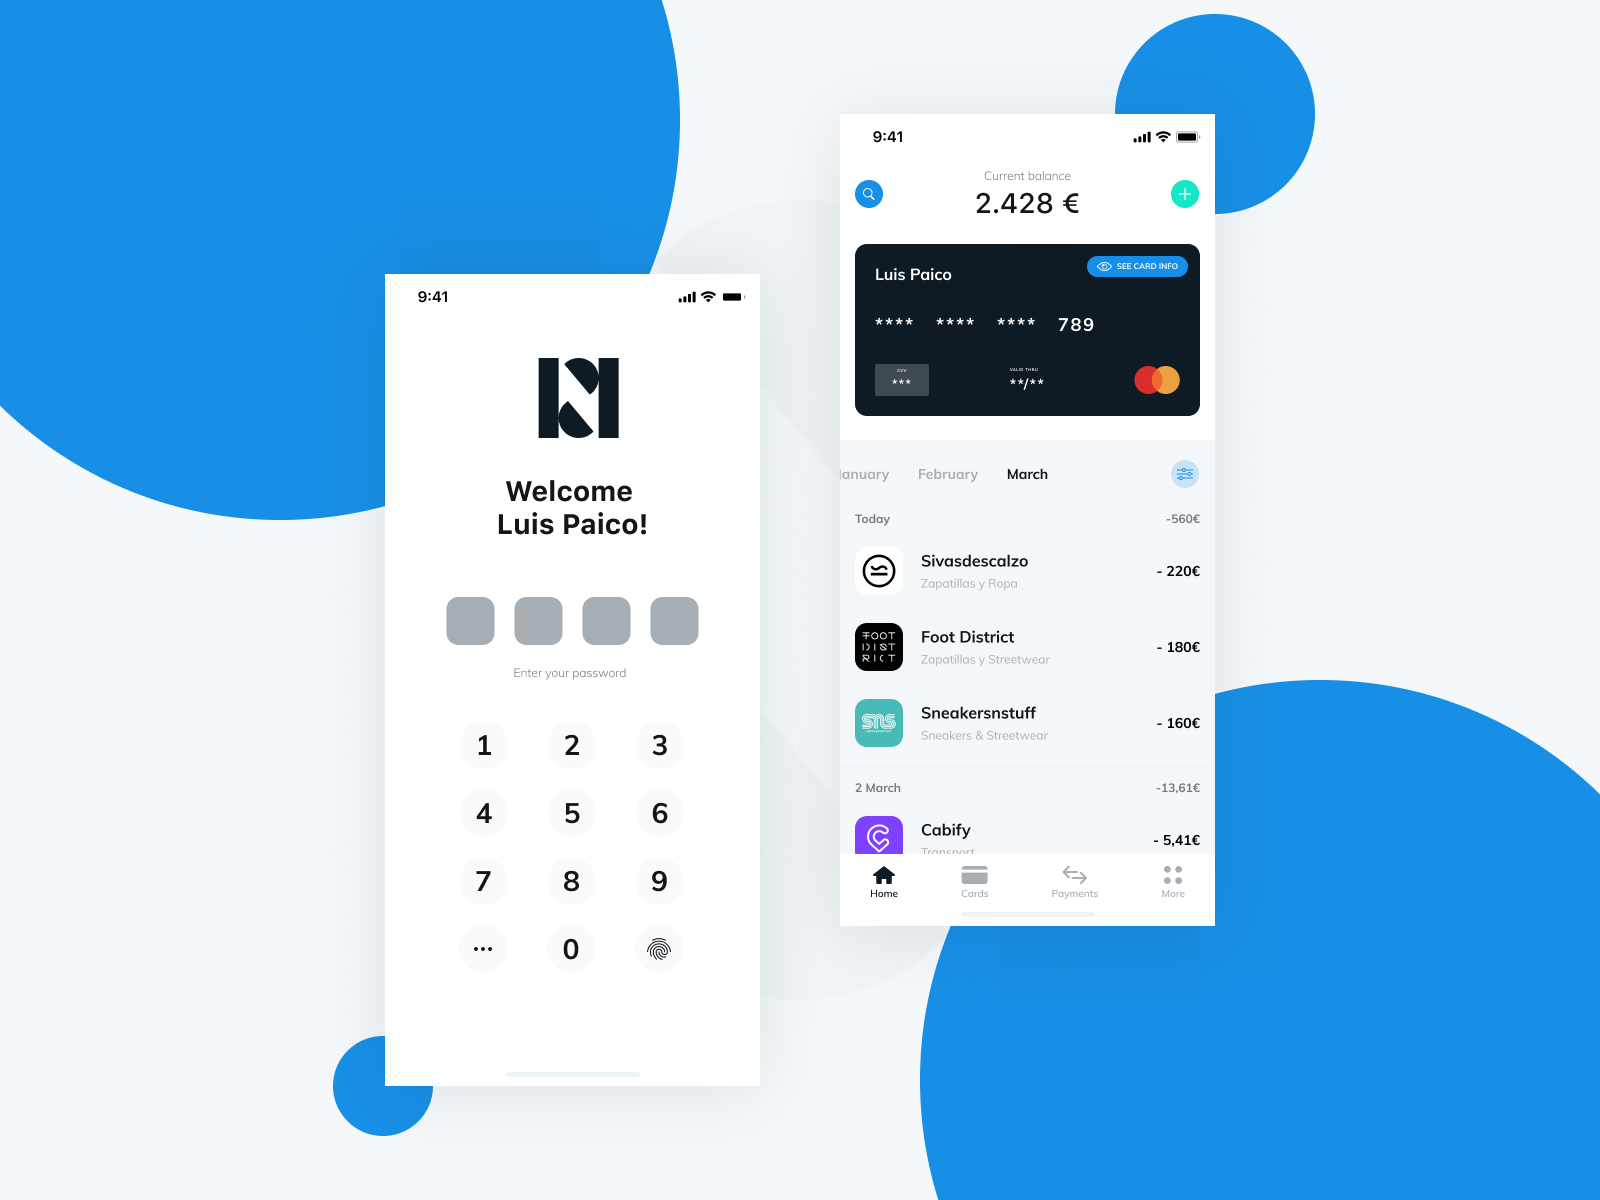 9:41
Welcome
Luis Paico!
Enter your password
1 2 3
4 5 6
7 8 9
... 0
9:41
Current balance
2.428 €
Luis Paico
SEE CARD INFO
**** **** **** 789
CVV
***
VALID THRU
**/**
January February March
Today -560€
Sivasdescalzo
Zapatillas y Ropa
- 220€
FOOT
DIST
RICT
Foot District
Zapatillas y Streetwear
- 180€
sns
Sneakersnstuff
Sneakers & Streetwear
- 160€
2 March -13,61€
Cabify
Transport
- 5,41€
Home Cards Payments More